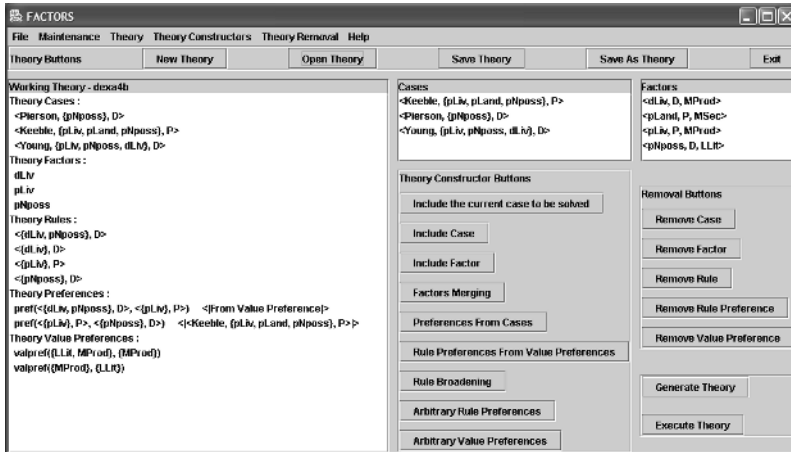 FACTORS
File Maintenance Theory Theory Constructors Theory Removal Help
Theory Buttons New Theory Open Theory Save Theory Save As Theory Exit
Working Theory - dexa4b
Theory Cases :
<Pierson, {pNposs}, D>
<Keeble, {pLiv, pLand, pNposs}, P>
<Young, {pLiv, pNposs, dLiv}, D>
Theory Factors :
dLiv
pLiv
pNposs
Theory Rules :
<{dLiv, pNposs}, D>
<{dLiv}, D>
<{pLiv}, P>
<{pNposs}, D>
Theory Preferences :
pref(<{dLiv, pNposs}, D>, <{pLiv}, P>) <|From Value Preference|>
pref(<{pLiv}, P>, <{pNposs}, D>) <|<Keeble, {pLiv, pLand, pNposs}, P>|>
Theory Value Preferences :
valpref({LLit, MProd}, {MProd})
valpref({MProd}, {LLit})
Cases
<Keeble, {pLiv, pLand, pNposs}, P>
<Pierson, {pNposs}, D>
<Young, {pLiv, pNposs, dLiv}, D>
Factors
<dLiv, D, MProd>
<pLand, P, MSec>
<pLiv, P, MProd>
<pNposs, D, LLit>
Theory Constructor Buttons
Include the current case to be solved
Include Case
Include Factor
Factors Merging
Preferences From Cases
Rule Preferences From Value Preferences
Rule Broadening
Arbitrary Rule Preferences
Arbitrary Value Preferences
Removal Buttons
Remove Case
Remove Factor
Remove Rule
Remove Rule Preference
Remove Value Preference
Generate Theory
Execute Theory